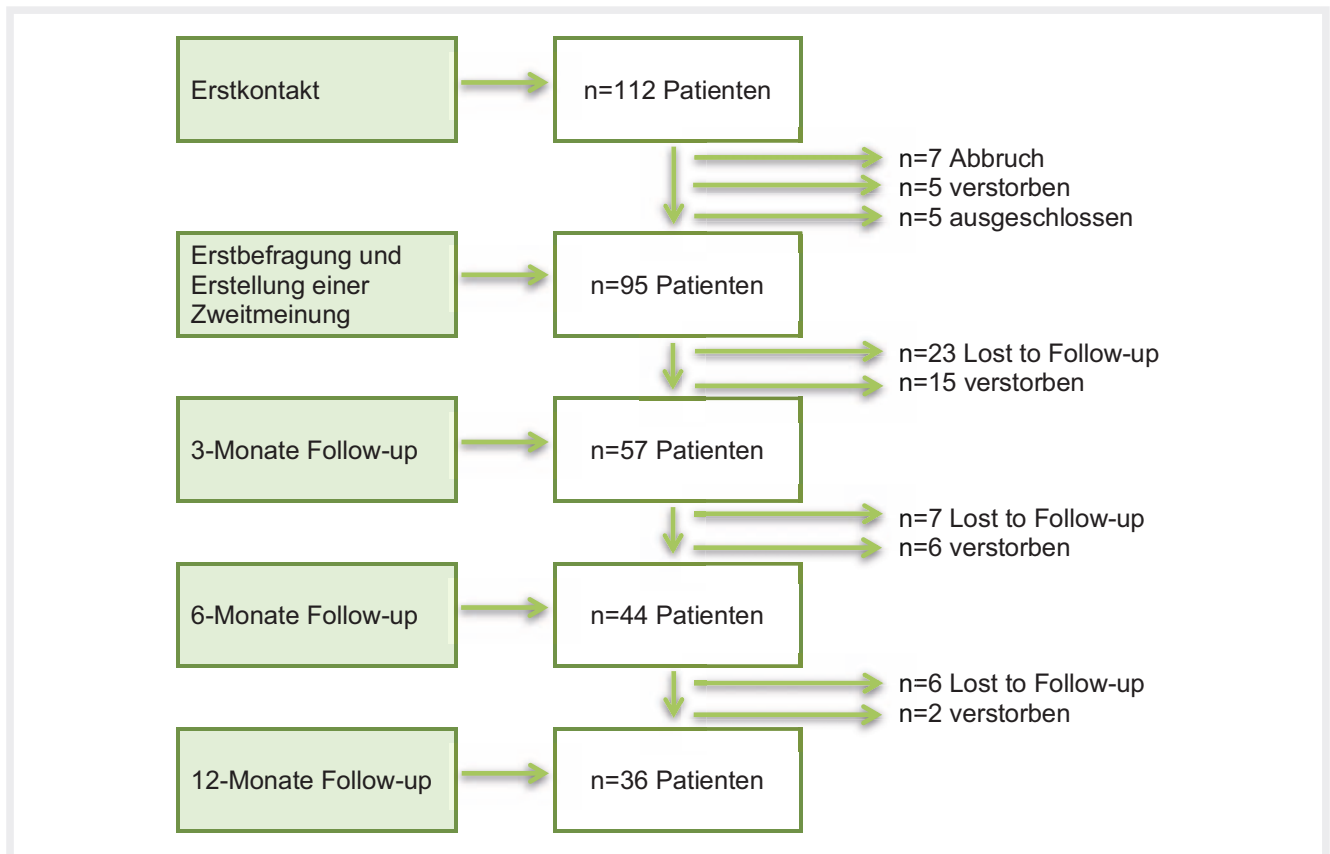 Erstkontakt
n=112 Patienten
n=7 Abbruch
n=5 verstorben
n=5 ausgeschlossen
Erstbefragung und
Erstellung einer
Zweitmeinung
n=95 Patienten
n=23 Lost to Follow-up
n=15 verstorben
3-Monate Follow-up
n=57 Patienten
n=7 Lost to Follow-up
n=6 verstorben
6-Monate Follow-up
n=44 Patienten
n=6 Lost to Follow-up
n=2 verstorben
12-Monate Follow-up
n=36 Patienten